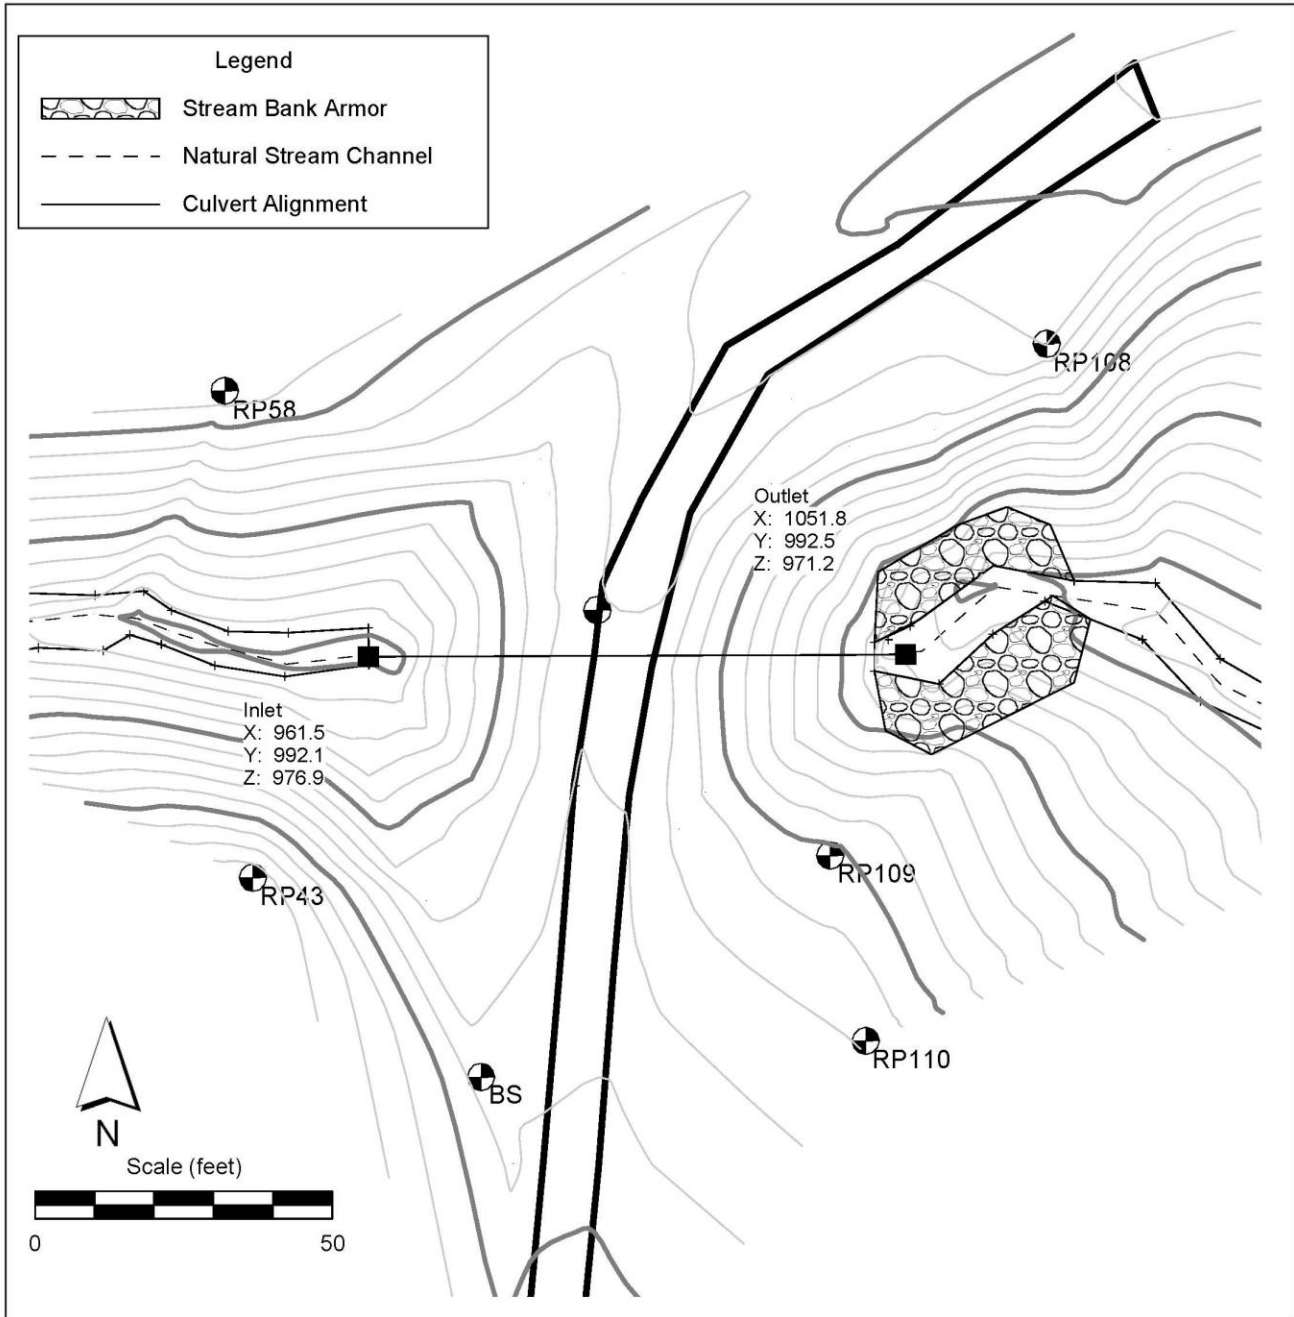 Legend
Stream Bank Armor
Natural Stream Channel
Culvert Alignment
RP108
RP58
Outlet
X: 1051.8
Y: 992.5
Z: 971.2
Inlet
X: 961.5
Y: 992.1
Z: 976.9
RP109
RP43
RP110
BS
N
Scale (feet)
0 50